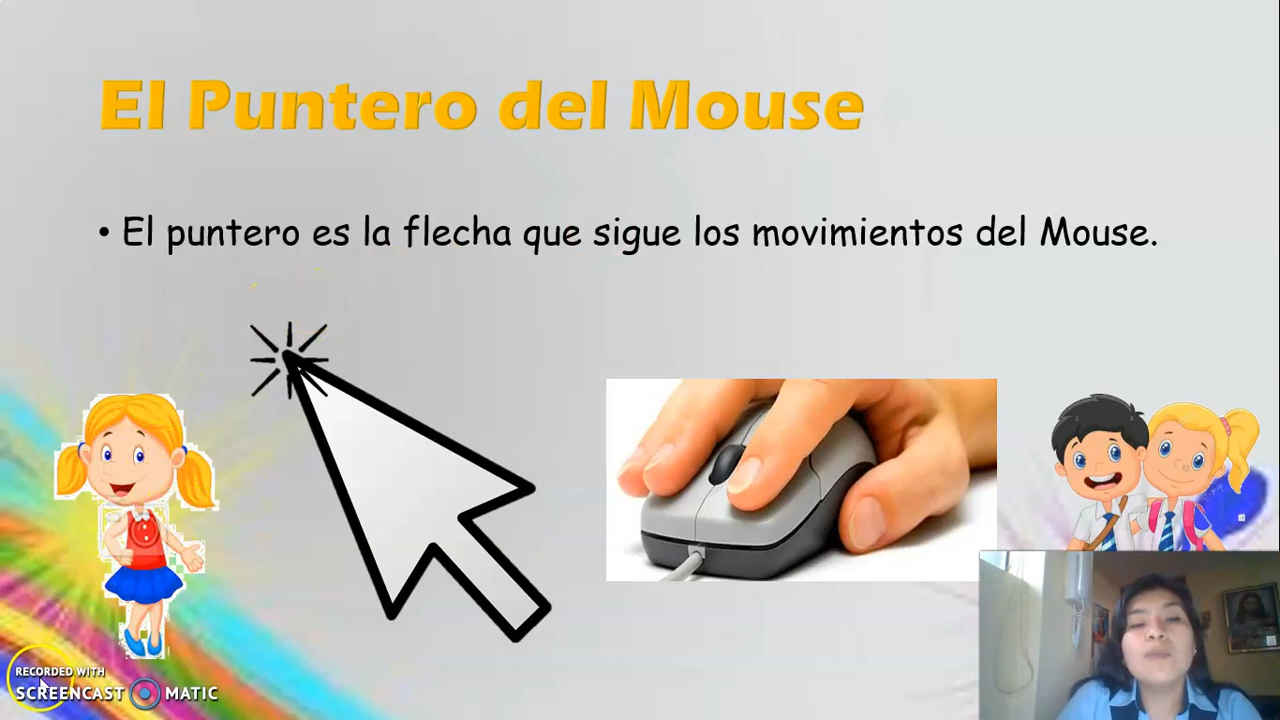 El Puntero del Mouse
• El puntero es la flecha que sigue los movimientos del Mouse.
RECORDED WITH
SCREENCAST MATIC